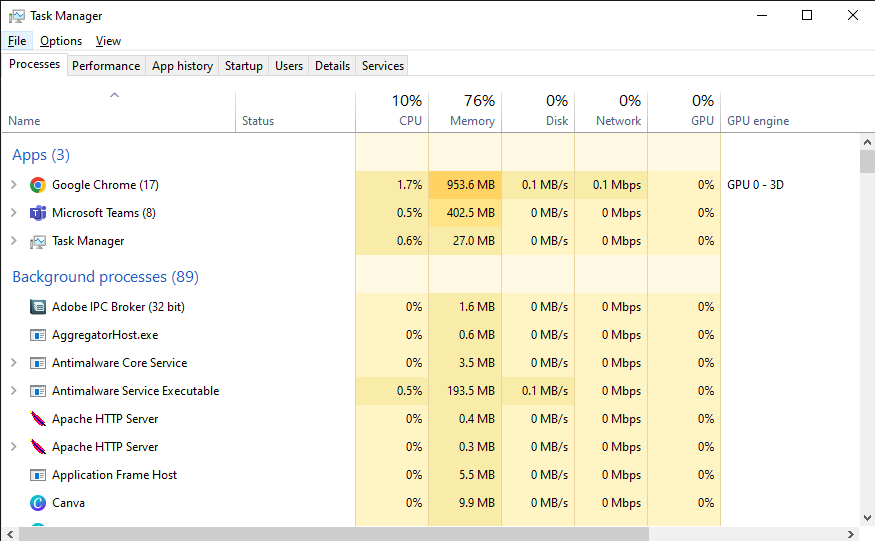 Task Manager
File Options View
Processes Performance App history Startup Users Details Services
10% 76% 0% 0% 0%
Name Status CPU Memory Disk Network GPU GPU engine
Apps (3)
Google Chrome (17) 1.7% 953.6 MB 0.1 MB/s 0.1 Mbps 0% GPU 0 - 3D
Microsoft Teams (8) 0.5% 402.5 MB 0 MB/s 0 Mbps 0%
Task Manager 0.6% 27.0 MB 0 MB/s 0 Mbps 0%
Background processes (89)
Adobe IPC Broker (32 bit) 0% 1.6 MB 0 MB/s 0 Mbps 0%
AggregatorHost.exe 0% 0.6 MB 0 MB/s 0 Mbps 0%
Antimalware Core Service 0% 3.5 MB 0 MB/s 0 Mbps 0%
Antimalware Service Executable 0.5% 193.5 MB 0.1 MB/s 0 Mbps 0%
Apache HTTP Server 0% 0.4 MB 0 MB/s 0 Mbps 0%
Apache HTTP Server 0% 0.3 MB 0 MB/s 0 Mbps 0%
Application Frame Host 0% 5.5 MB 0 MB/s 0 Mbps 0%
Canva 0% 9.9 MB 0 MB/s 0 Mbps 0%